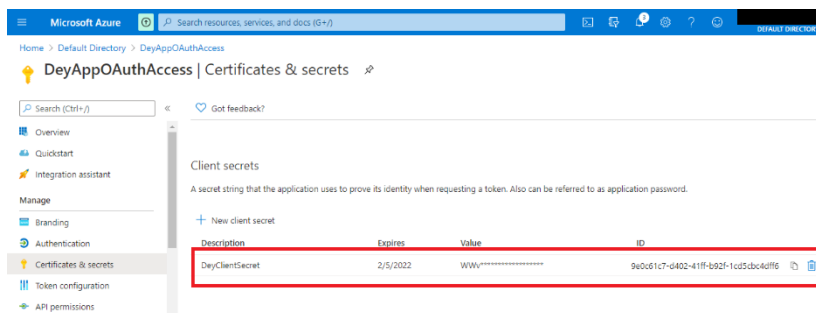 Microsoft Azure
Search resources, services, and docs (G+/)
DEFAULT DIRECTORY
Home > Default Directory > DeyAppOAuthAccess
DeyAppOAuthAccess | Certificates & secrets
Search (Ctrl+/)
Got feedback?
Overview
Quickstart
Integration assistant
Manage
Branding
Authentication
Certificates & secrets
Token configuration
API permissions
Client secrets
A secret string that the application uses to prove its identity when requesting a token. Also can be referred to as application password.
New client secret
Description Expires Value ID
DeyClientSecret 2/5/2022 WWv****************** 9e0c61c7-d402-41ff-b92f-1cd5cbc4dff6